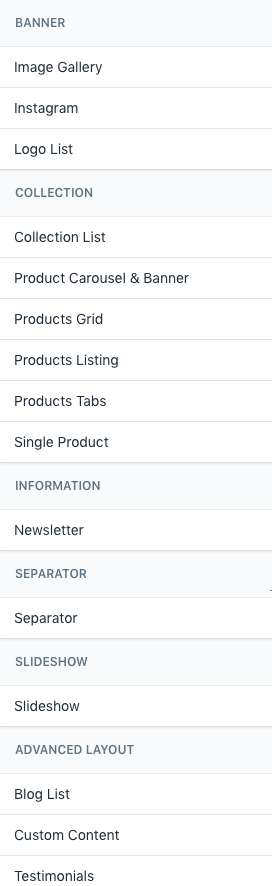 BANNER
Image Gallery
Instagram
Logo List
COLLECTION
Collection List
Product Carousel & Banner
Products Grid
Products Listing
Products Tabs
Single Product
INFORMATION
Newsletter
SEPARATOR
Separator
SLIDESHOW
Slideshow
ADVANCED LAYOUT
Blog List
Custom Content
Testimonials